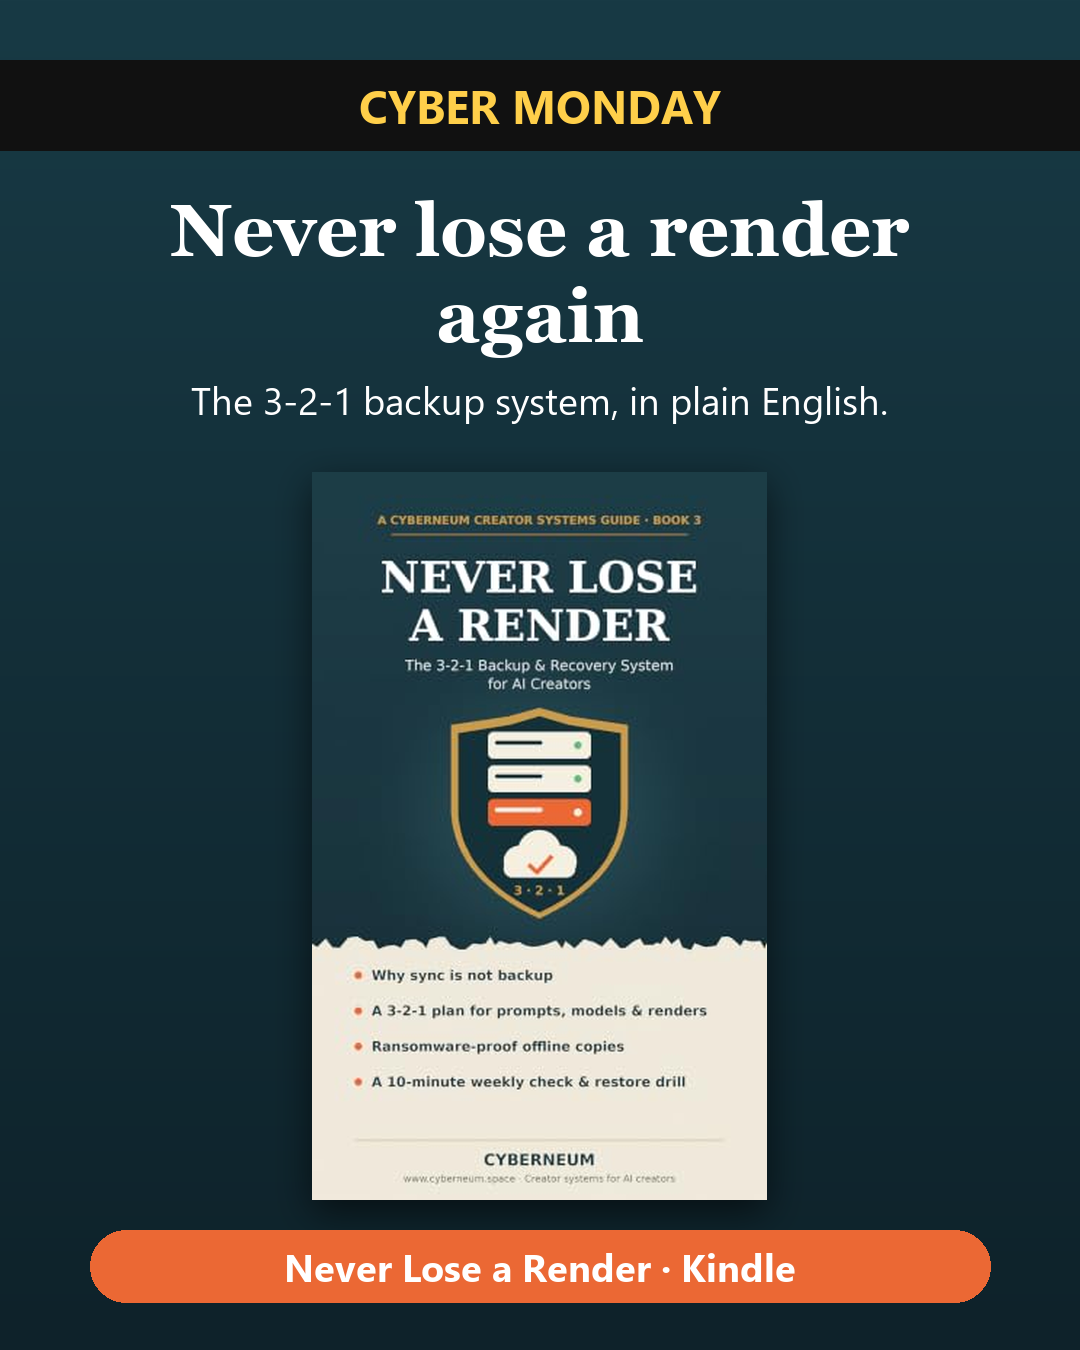 CYBER MONDAY
Never lose a render
again
The 3-2-1 backup system, in plain English.
A CYBERNEUM CREATOR SYSTEMS GUIDE · BOOK 3
NEVER LOSE
A RENDER
The 3-2-1 Backup & Recovery System
for AI Creators
3 · 2 · 1
• Why sync is not backup
• A 3-2-1 plan for prompts, models & renders
• Ransomware-proof offline copies
• A 10-minute weekly check & restore drill
CYBERNEUM
www.cyberneum.space · Creator systems for AI creators
Never Lose a Render · Kindle